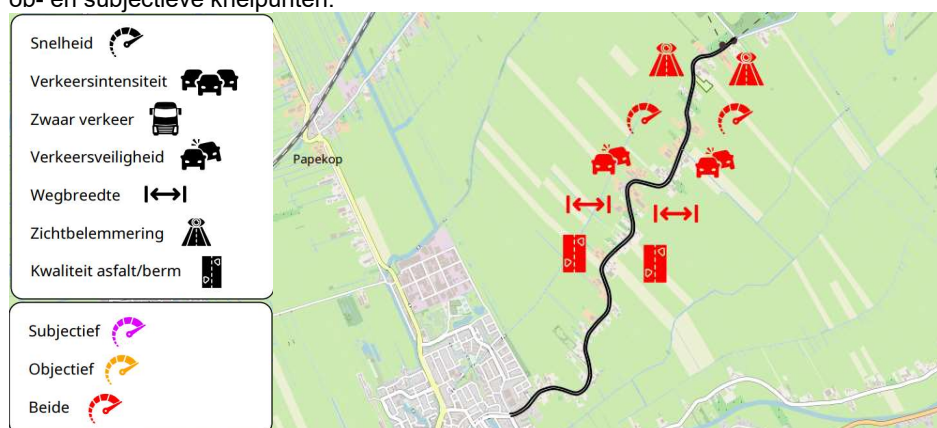 ob- en subjectieve knelpunten.
Snelheid
Verkeersintensiteit
Zwaar verkeer
Verkeersveiligheid
Wegbreedte
Zichtbelemmering
Kwaliteit asfalt/berm
Subjectief
Objectief
Beide
Papekop